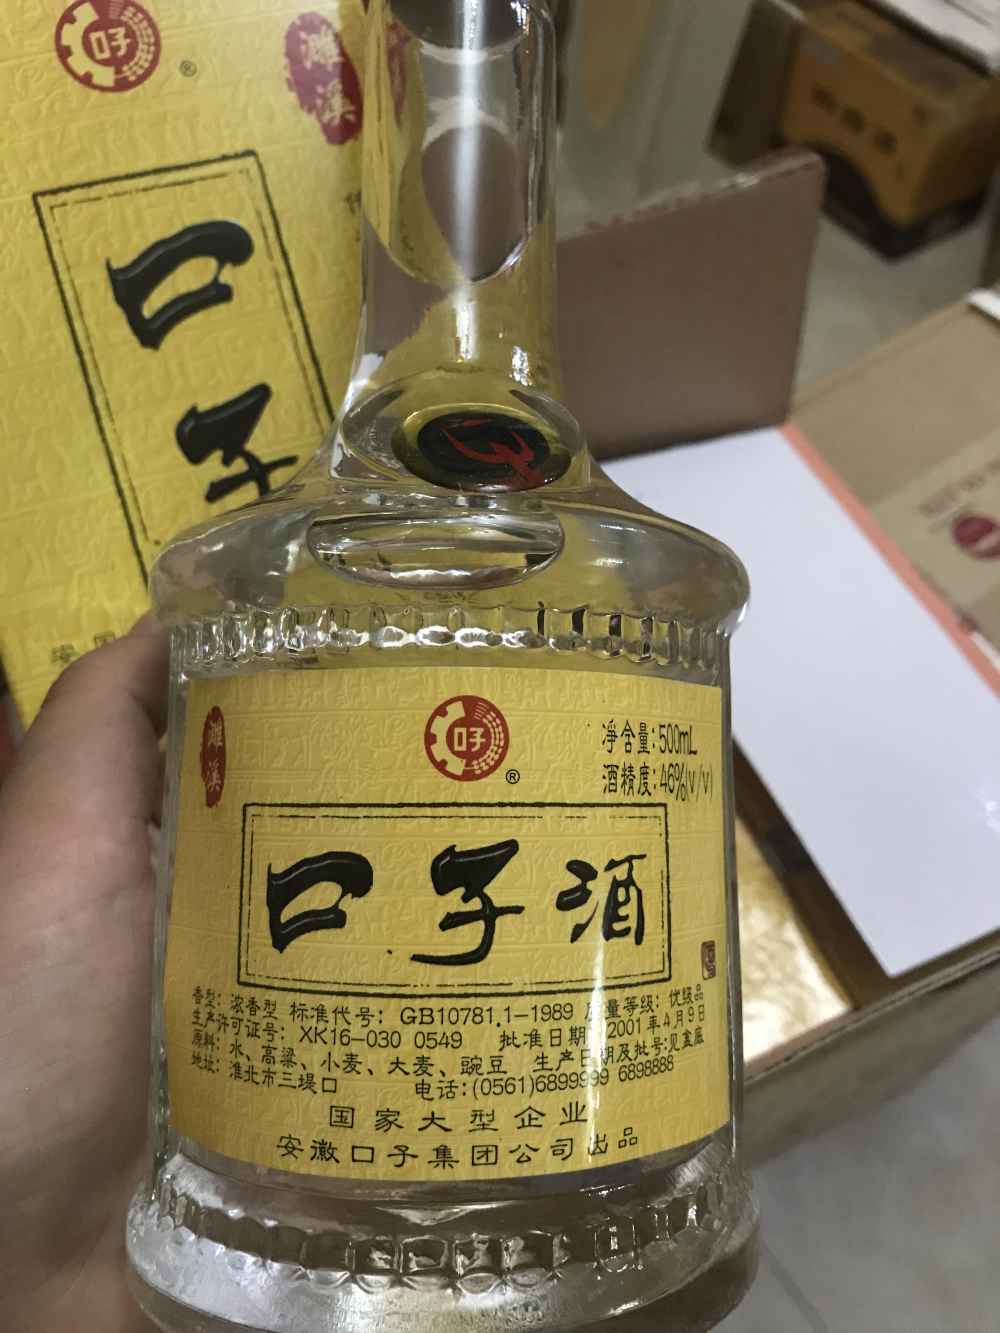 口子
®
濉溪
口子
濉溪
口子
®
淨含量:500mL
酒精度:46%(v/v)
口子酒
香型: 浓香型 标准代号: GB10781.1-1989 质量等级: 优级品
生产许可证号: XK16-030 0549 批准日期:2001年4月9日
原料: 水、高粱、小麦、大麦、豌豆 生产日期及批号:见盒底
地址: 淮北市三堤口 电话:(0561)6899999 6898888
国家大型企业
安徽口子集团公司出品